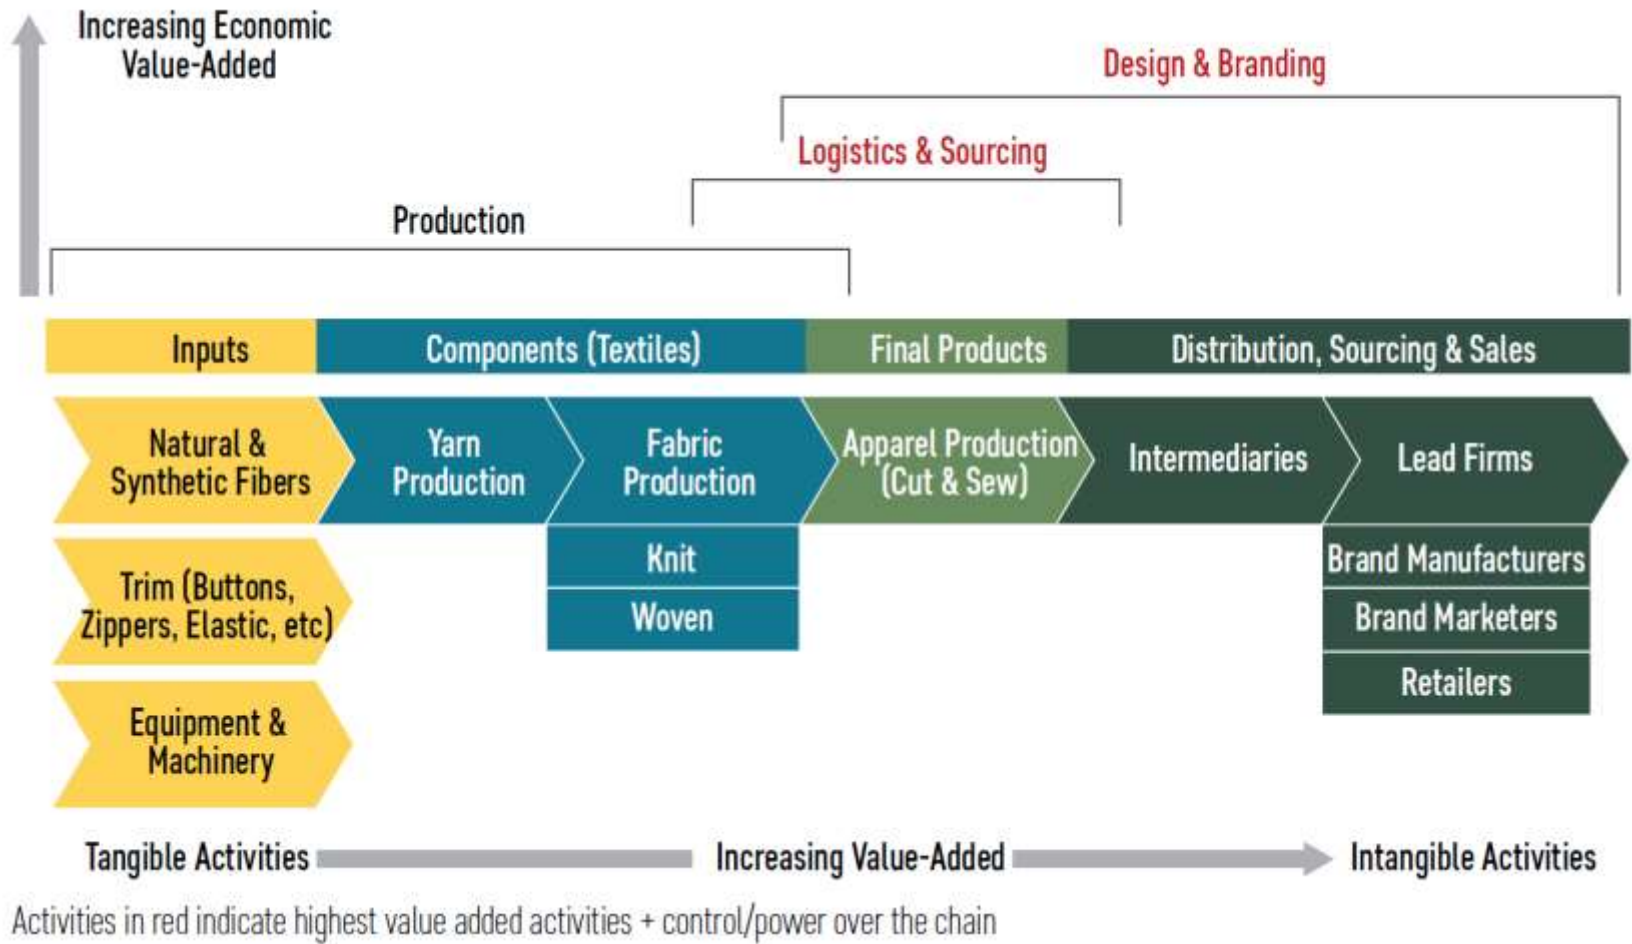 Increasing Economic
Value-Added
Design & Branding
Logistics & Sourcing
Production
Inputs
Components (Textiles)
Final Products
Distribution, Sourcing & Sales
Natural &
Synthetic Fibers
Yarn
Production
Fabric
Production
Apparel Production
(Cut & Sew)
Intermediaries
Lead Firms
Knit
Woven
Brand Manufacturers
Brand Marketers
Retailers
Trim (Buttons,
Zippers, Elastic, etc)
Equipment &
Machinery
Tangible Activities
Increasing Value-Added
Intangible Activities
Activities in red indicate highest value added activities + control/power over the chain